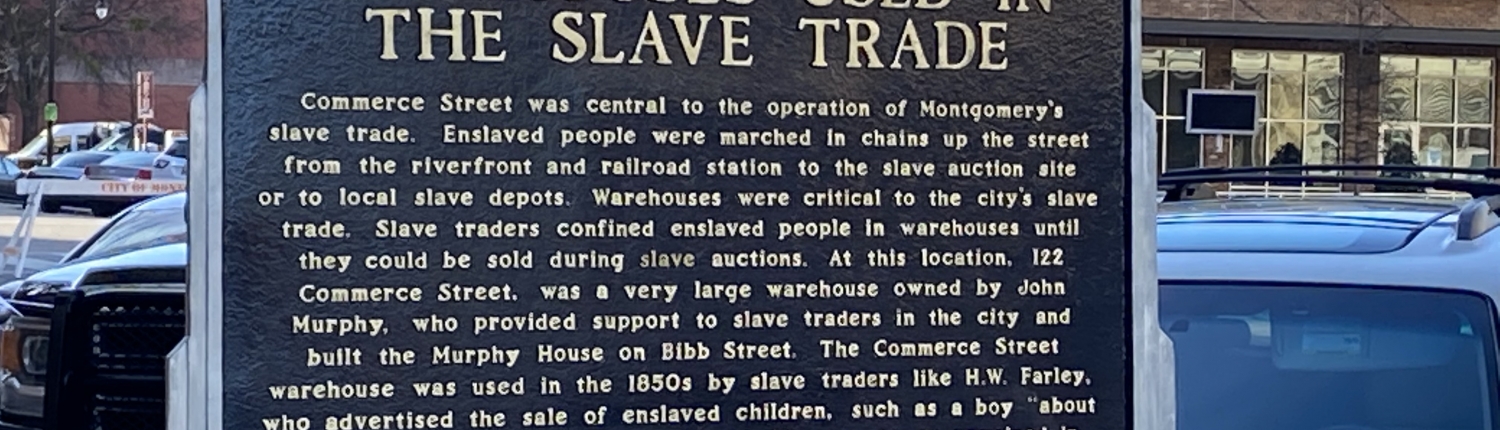 USED IN
THE SLAVE TRADE
Commerce Street was central to the operation of Montgomery's
slave trade. Enslaved people were marched in chains up the street
from the riverfront and railroad station to the slave auction site
or to local slave depots. Warehouses were critical to the city's slave
trade. Slave traders confined enslaved people in warehouses until
they could be sold during slave auctions. At this location, 122
Commerce Street, was a very large warehouse owned by John
Murphy, who provided support to slave traders in the city and
built the Murphy House on Bibb Street. The Commerce Street
warehouse was used in the 1850s by slave traders like H.W. Farley,
who advertised the sale of enslaved children, such as a boy "about
CITY OF